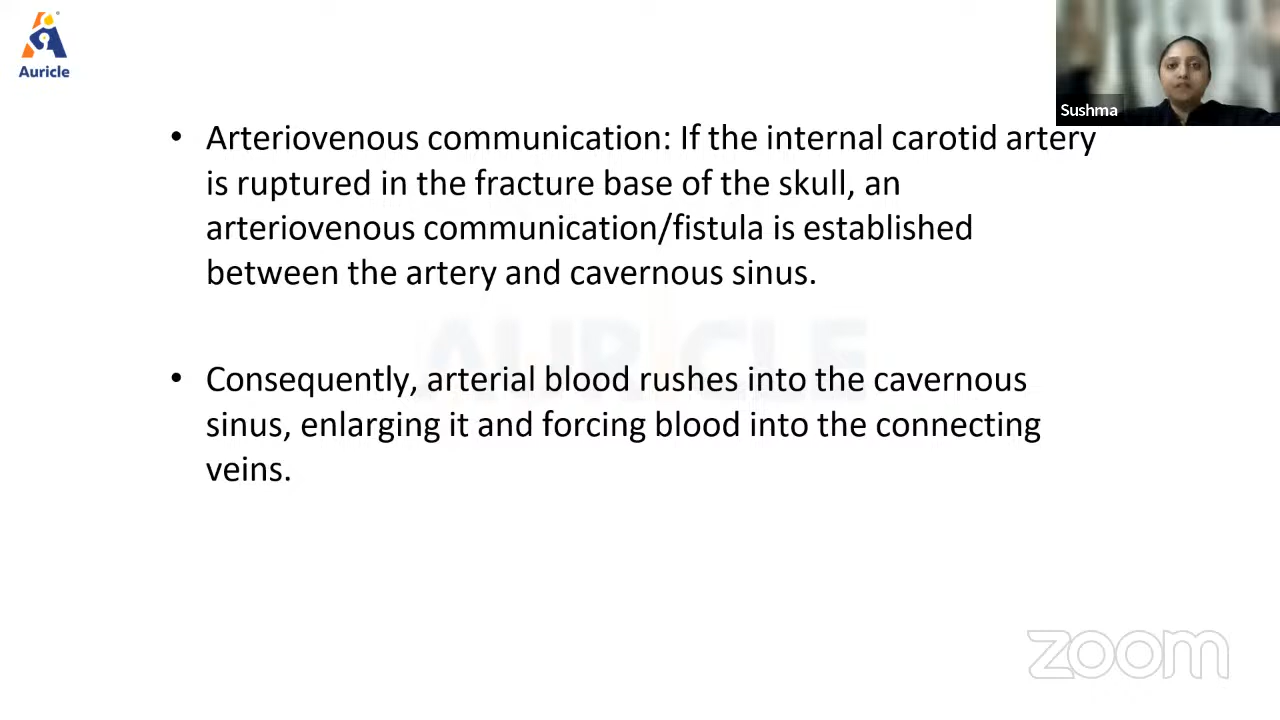 Auricle
Sushma
• Arteriovenous communication: If the internal carotid artery
is ruptured in the fracture base of the skull, an
arteriovenous communication/fistula is established
between the artery and cavernous sinus.
AURICLE
• Consequently, arterial blood rushes into the cavernous
sinus, enlarging it and forcing blood into the connecting
veins.
zoom